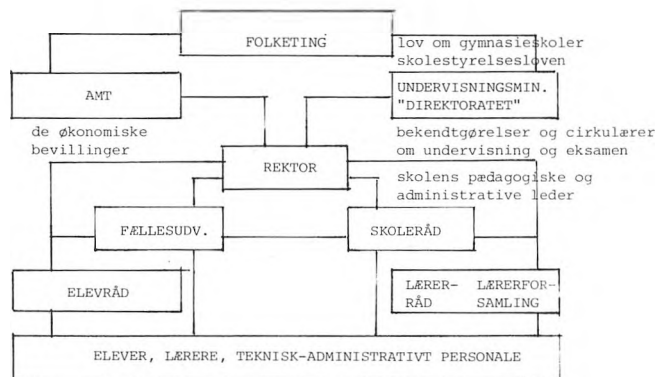 FOLKETING
lov om gymnasieskoler
skolestyrelsesloven
AMT
UNDERVISNINGSMIN.
"DIREKTORATET"
de økonomiske
bevillinger
bekendtgørelser og cirkulærer
om undervisning og eksamen
REKTOR
skolens pædagogiske og
administrative leder
FÆLLESUDV.
SKOLERÅD
ELEVRÅD
LÆRER- LÆRERFOR-
RÅD SAMLING
ELEVER, LÆRERE, TEKNISK-ADMINISTRATIVT PERSONALE